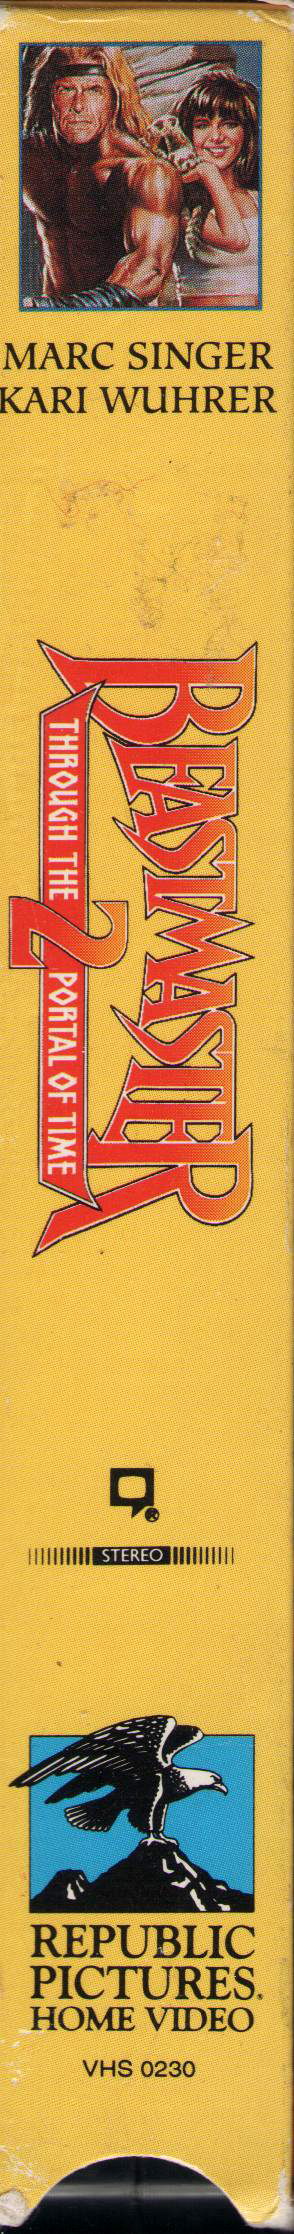 MARC SINGER
KARI WUHRER
BEASTMASTER
2
THROUGH THE PORTAL OF TIME
®
STEREO
REPUBLIC
PICTURES®
HOME VIDEO
VHS 0230